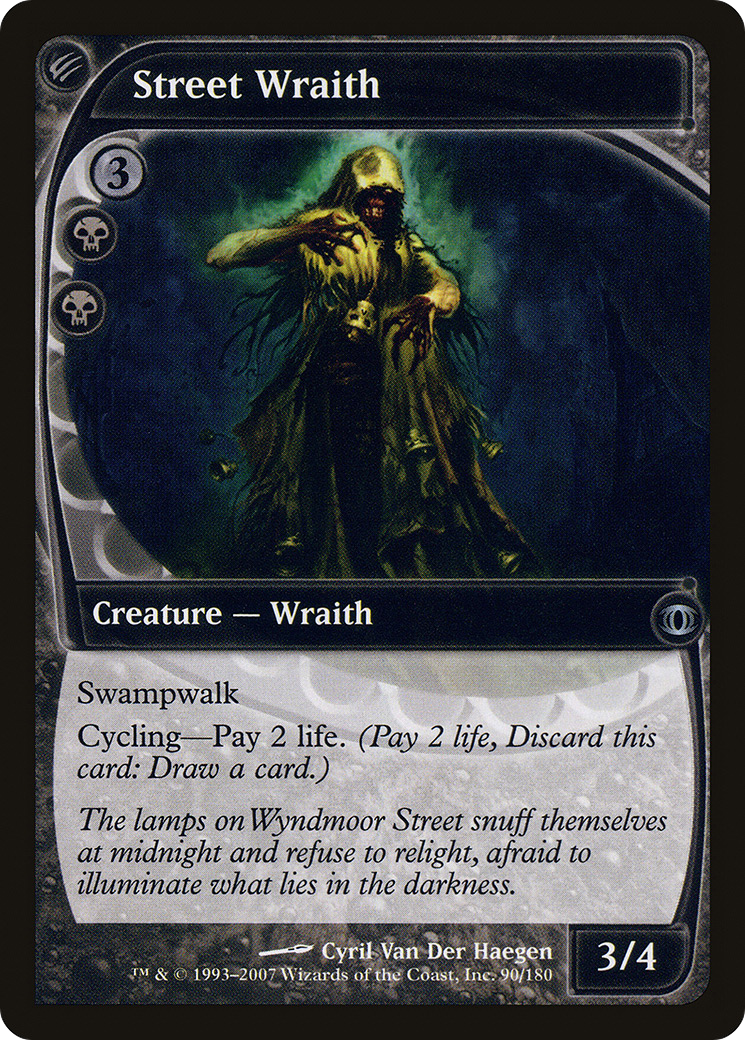 Street Wraith
3
Creature — Wraith
Swampwalk
Cycling—Pay 2 life. (Pay 2 life, Discard this
card: Draw a card.)
The lamps on Wyndmoor Street snuff themselves
at midnight and refuse to relight, afraid to
illuminate what lies in the darkness.
Cyril Van Der Haegen
™ & © 1993–2007 Wizards of the Coast, Inc. 90/180
3/4